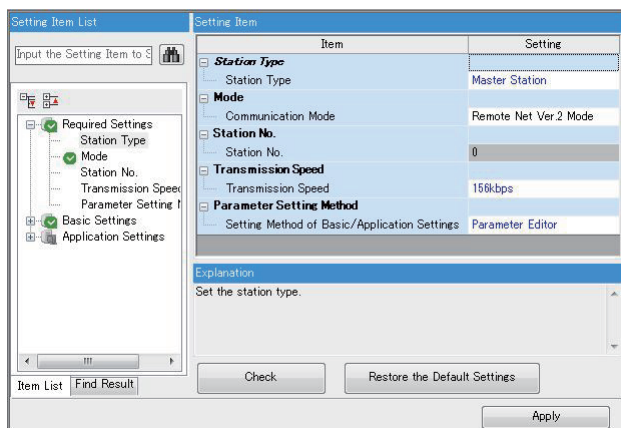 Setting Item List
Input the Setting Item to S
Required Settings
Station Type
Mode
Station No.
Transmission Speed
Parameter Setting M
Basic Settings
Application Settings
Item List
Find Result
Setting Item
Item Setting
Station Type
Station Type Master Station
Mode
Communication Mode Remote Net Ver.2 Mode
Station No.
Station No. 0
Transmission Speed
Transmission Speed 156kbps
Parameter Setting Method
Setting Method of Basic/Application Settings Parameter Editor
Explanation
Set the station type.
Check
Restore the Default Settings
Apply